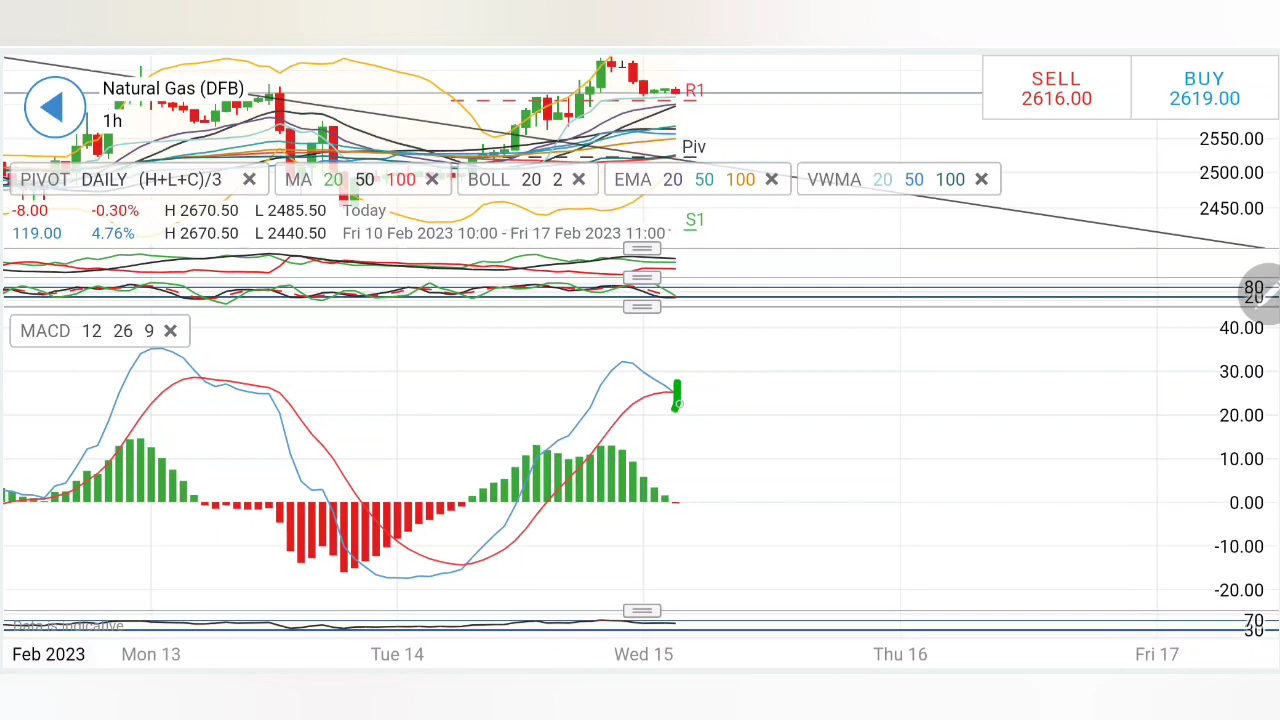 Natural Gas (DFB)
1h
SELL
2616.00
BUY
2619.00
R1
Piv
S1
2550.00
2500.00
2450.00
PIVOT DAILY (H+L+C)/3
MA 20 50 100
BOLL 20 2
EMA 20 50 100
VWMA 20 50 100
-8.00 -0.30% H 2670.50 L 2485.50 Today
119.00 4.76% H 2670.50 L 2440.50 Fri 10 Feb 2023 10:00 - Fri 17 Feb 2023 11:00
80
20
MACD 12 26 9
40.00
30.00
20.00
10.00
0.00
-10.00
-20.00
Data is indicative
70
30
Feb 2023 Mon 13 Tue 14 Wed 15 Thu 16 Fri 17